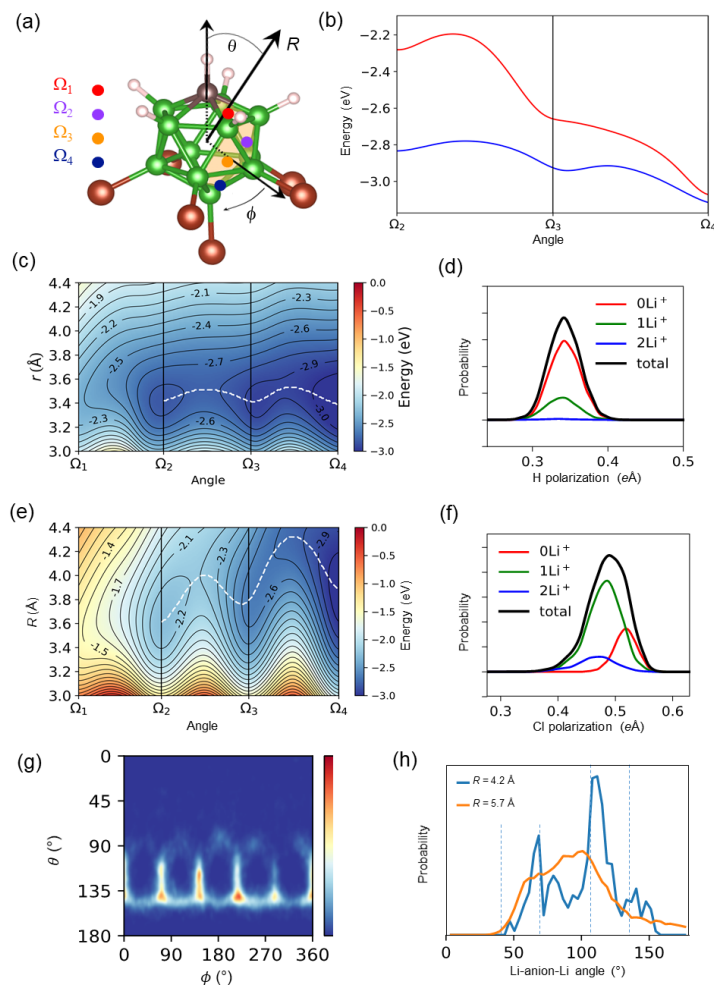 (a)
θ
R
Ω1
Ω2
Ω3
Ω4
ϕ
(b)
Energy (eV)
−2.2
−2.4
−2.6
−2.8
−3.0
Ω2
Ω3
Ω4
Angle
(c)
r (Å)
4.4
4.2
4.0
3.8
3.6
3.4
3.2
3.0
-1.9
-2.1
-2.3
-2.2
-2.4
-2.6
-2.5
-2.7
-2.9
-2.3
-2.6
-3.0
Ω1
Ω2
Ω3
Ω4
Angle
0.0
−0.5
−1.0
−1.5
−2.0
−2.5
−3.0
Energy (eV)
(d)
Probability
0Li+
1Li+
2Li+
total
0.3
0.4
0.5
H polarization (eÅ)
(e)
R (Å)
4.4
4.2
4.0
3.8
3.6
3.4
3.2
3.0
-1.4
-2.1
-2.3
-2.9
-1.7
-2.2
-2.6
-1.5
Ω1
Ω2
Ω3
Ω4
Angle
0.0
−0.5
−1.0
−1.5
−2.0
−2.5
−3.0
Energy (eV)
(f)
Probability
0Li+
1Li+
2Li+
total
0.3
0.4
0.5
0.6
Cl polarization (eÅ)
(g)
θ (°)
0
45
90
135
180
0
90
180
270
360
ϕ (°)
(h)
Probability
R = 4.2 Å
R = 5.7 Å
0
50
100
150
Li-anion-Li angle (°)